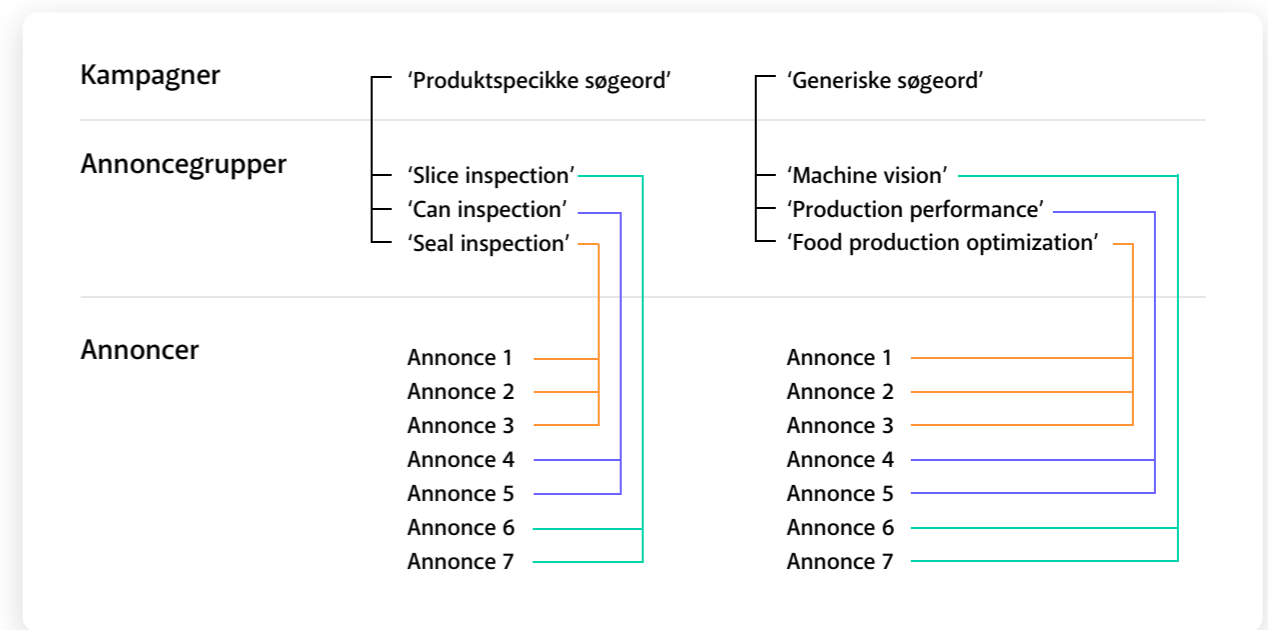 Kampagner
‘Produktspecikke søgeord’
‘Generiske søgeord’
Annoncegrupper
‘Slice inspection’
‘Can inspection’
‘Seal inspection’
‘Machine vision’
‘Production performance’
‘Food production optimization’
Annoncer
Annonce 1
Annonce 2
Annonce 3
Annonce 4
Annonce 5
Annonce 6
Annonce 7
Annonce 1
Annonce 2
Annonce 3
Annonce 4
Annonce 5
Annonce 6
Annonce 7